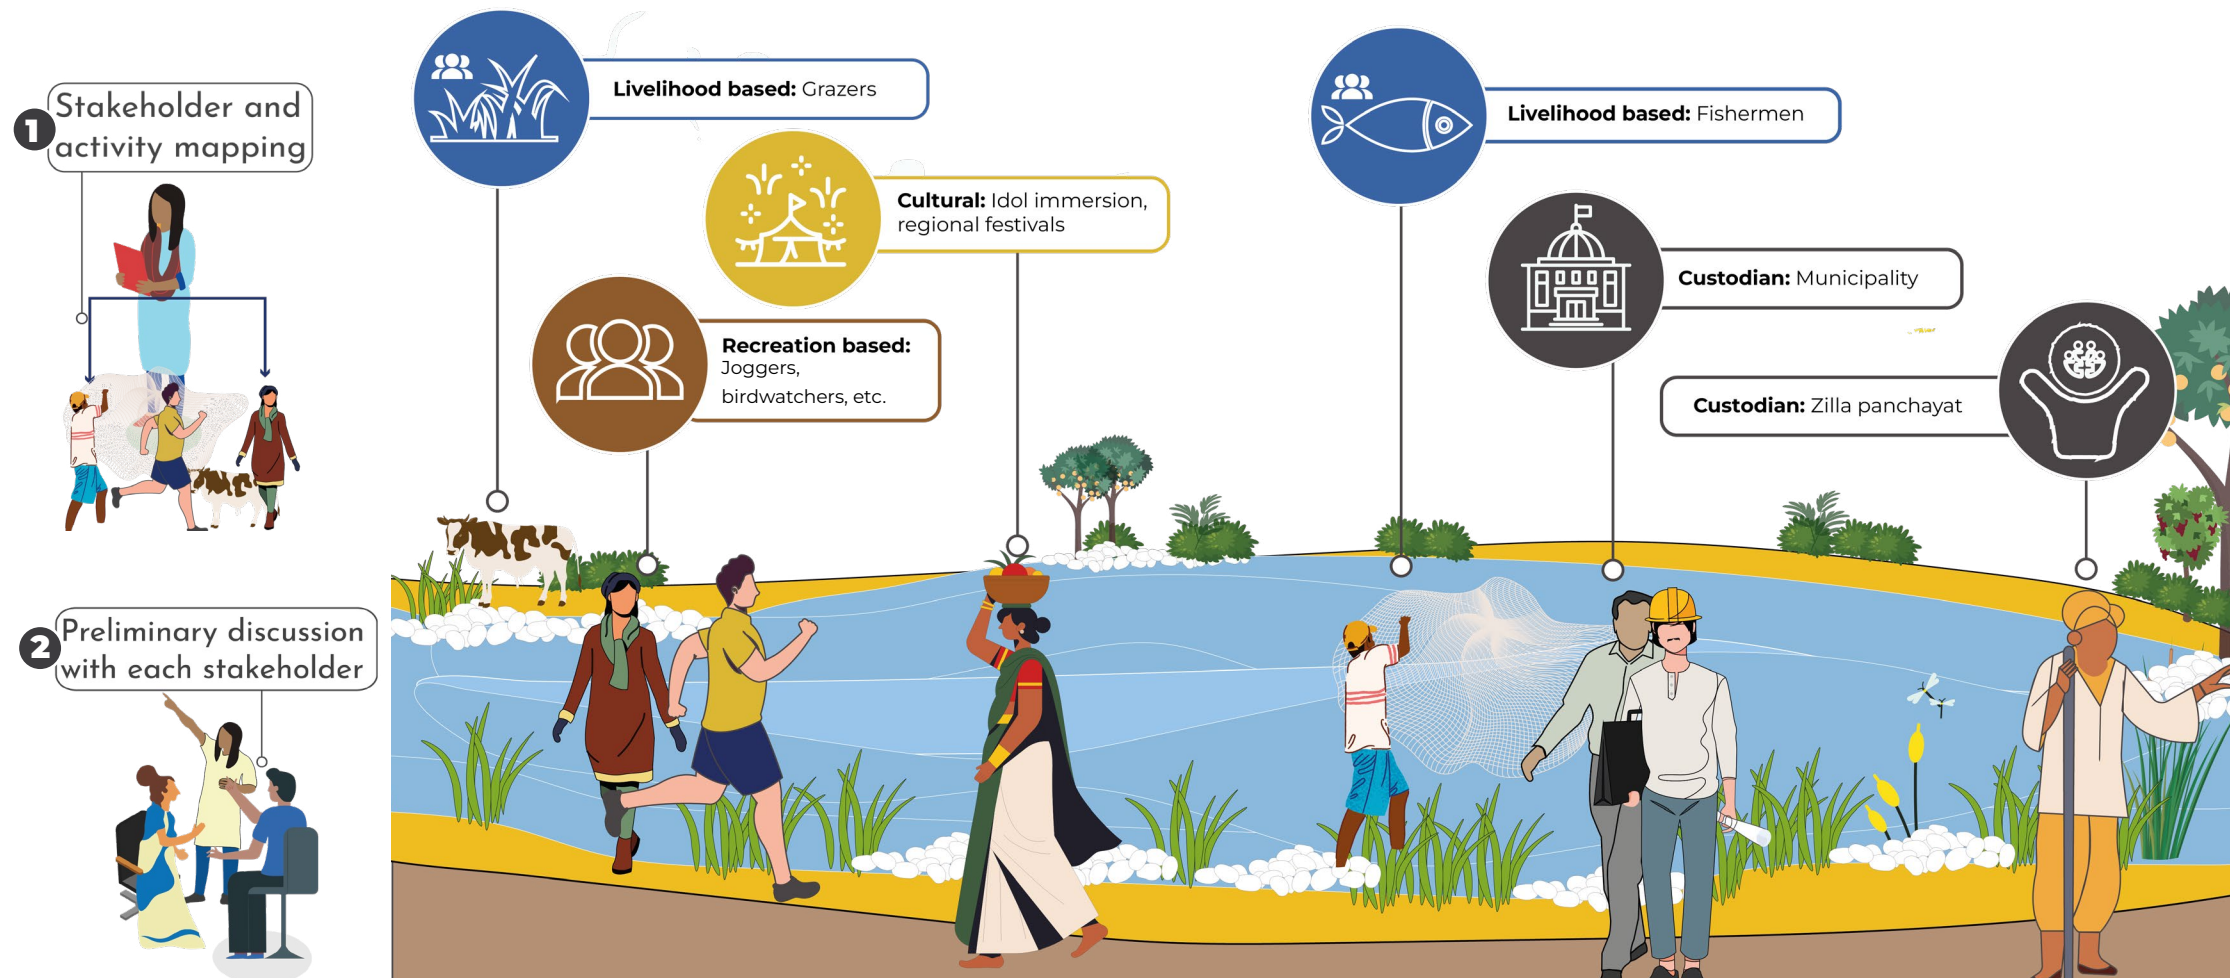 1
Stakeholder and
activity mapping
2
Preliminary discussion
with each stakeholder
Livelihood based: Grazers
Cultural: Idol immersion,
regional festivals
Recreation based:
Joggers,
birdwatchers, etc.
Livelihood based: Fishermen
Custodian: Municipality
Custodian: Zilla panchayat